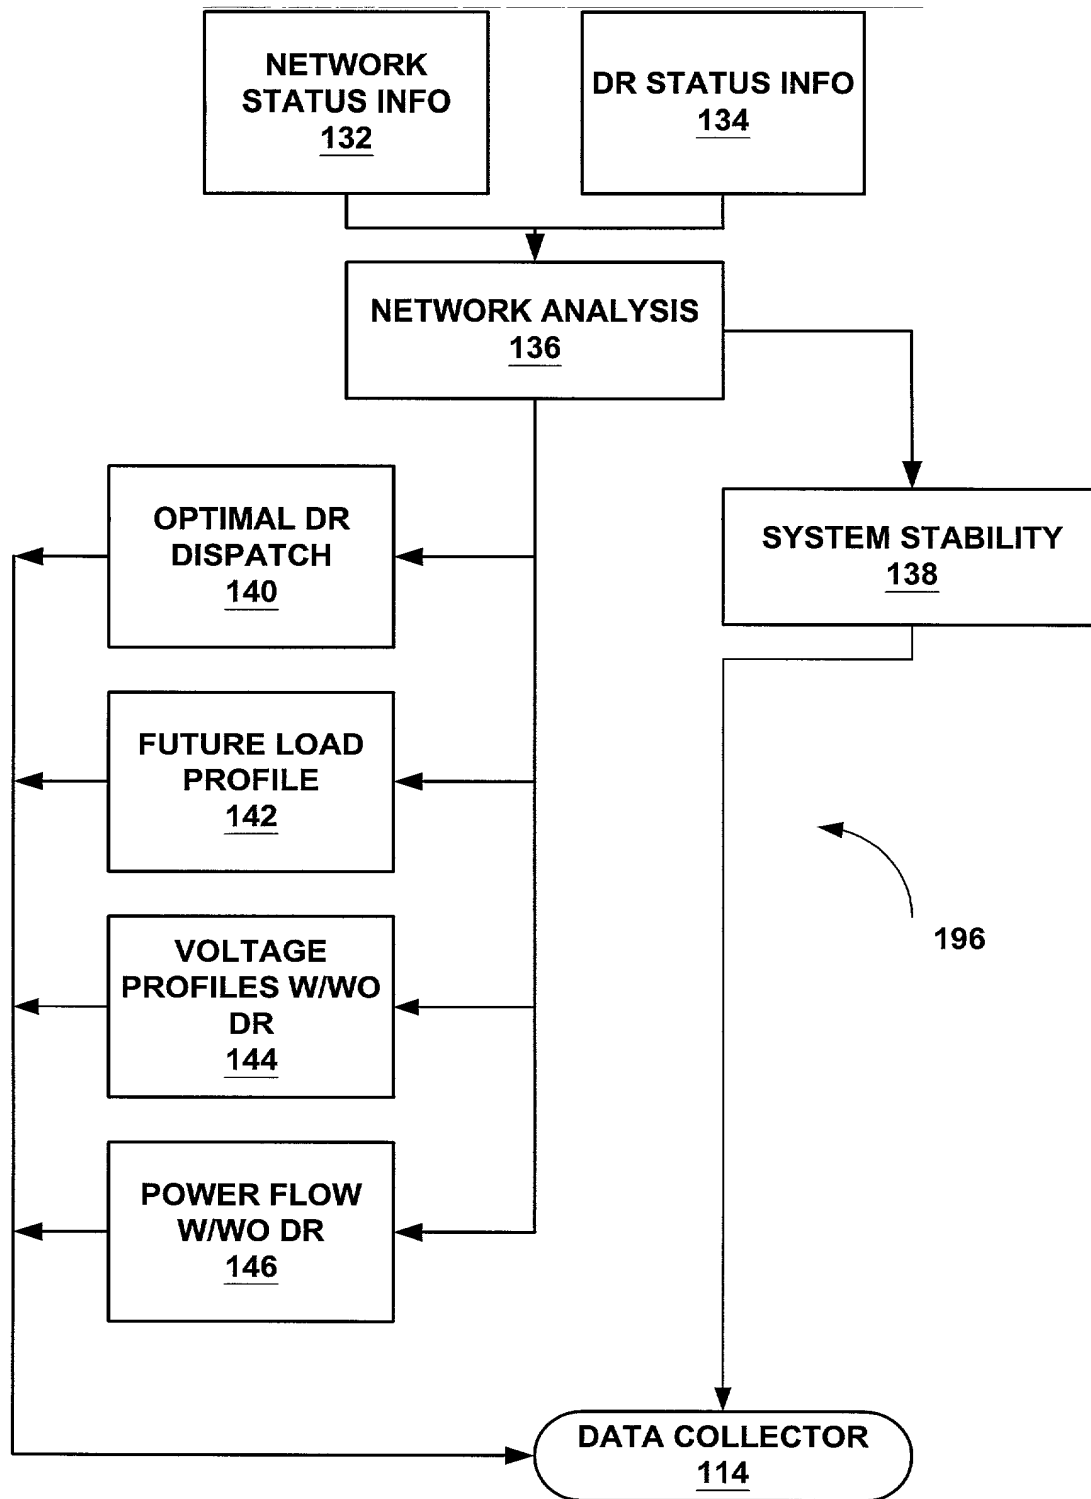 NETWORK
STATUS INFO
132
DR STATUS INFO
134
NETWORK ANALYSIS
136
OPTIMAL DR
DISPATCH
140
SYSTEM STABILITY
138
FUTURE LOAD
PROFILE
142
196
VOLTAGE
PROFILES W/WO
DR
144
POWER FLOW
W/WO DR
146
DATA COLLECTOR
114